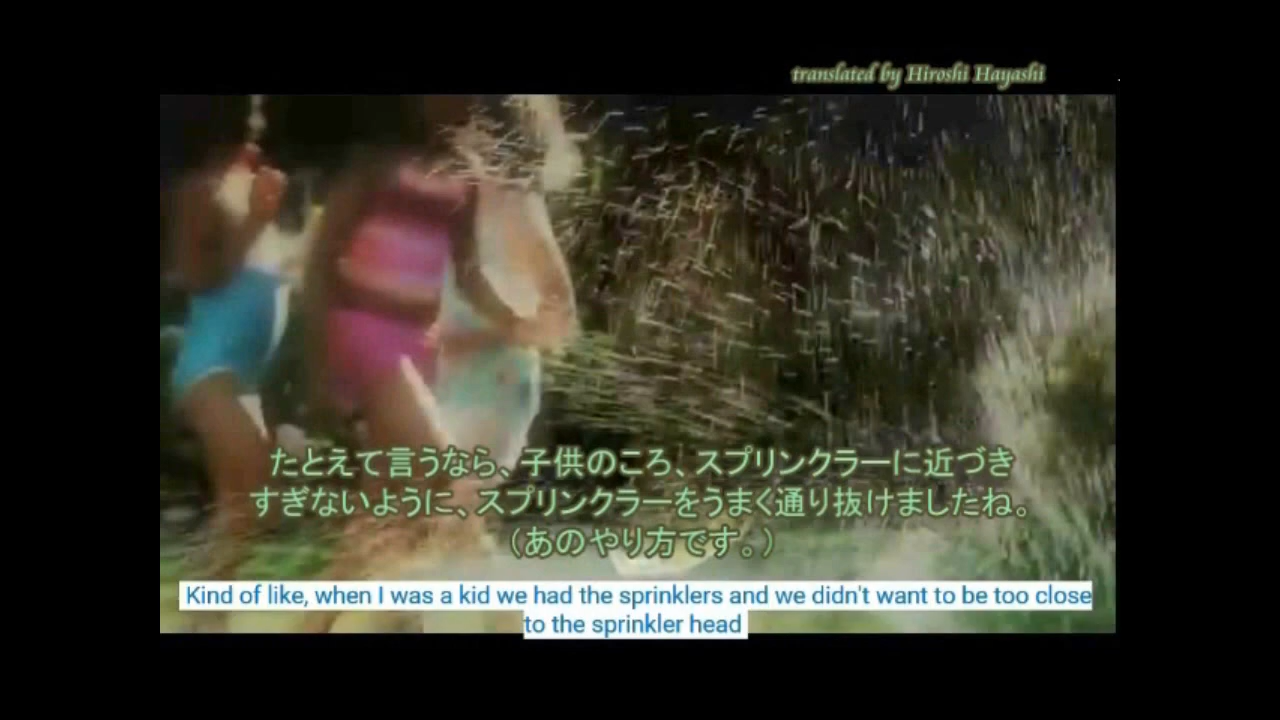 translated by Hiroshi Hayashi
たとえて言うなら、子供のころ、スプリンクラーに近づき
すぎないように、スプリンクラーをうまく通り抜けましたね。
（あのやり方です。）
Kind of like, when I was a kid we had the sprinklers and we didn't want to be too close
to the sprinkler head